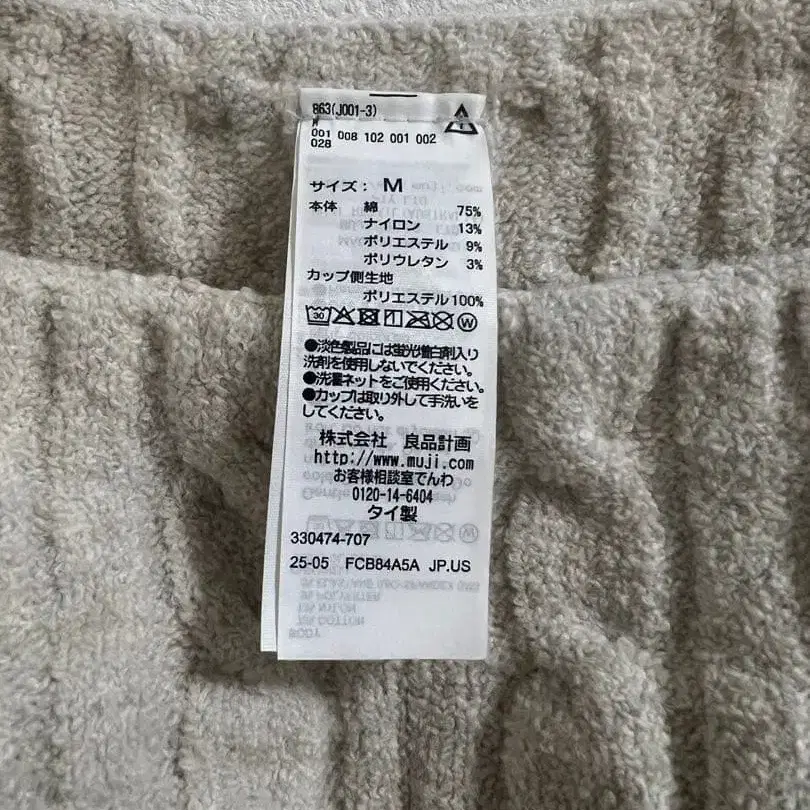 863(J001-3)
W
001 008 102 001 002
028
サイズ: M
本体 綿 75%
ナイロン 13%
ポリエステル 9%
ポリウレタン 3%
カップ側生地
ポリエステル100%
30
●淡色製品には蛍光増白剤入り
洗剤を使用しないでください。
●洗濯ネットをご使用ください。
●カップは取り外して手洗いを
してください。
株式会社 良品計画
http://www.muji.com
お客様相談室でんわ
0120-14-6404
タイ製
330474-707
25-05 FCB84A5A JP.US